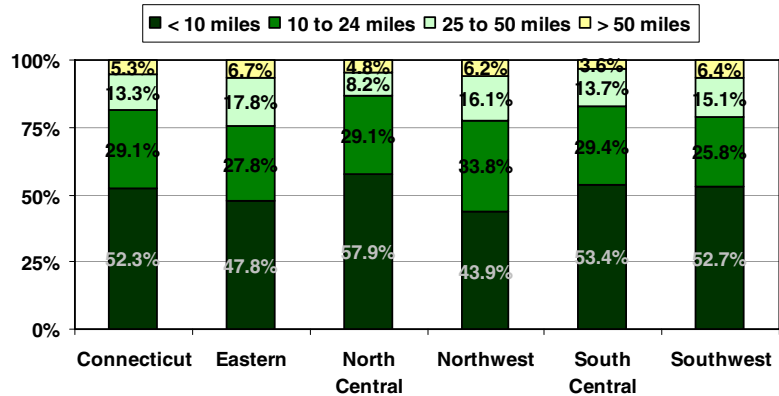 < 10 miles 10 to 24 miles 25 to 50 miles > 50 miles
100%
75%
50%
25%
0%
5.3% 6.7% 4.8% 6.2% 3.6% 6.4%
13.3% 17.8% 8.2% 16.1% 13.7% 15.1%
29.1% 27.8% 29.1% 33.8% 29.4% 25.8%
52.3% 47.8% 57.9% 43.9% 53.4% 52.7%
Connecticut Eastern North Northwest South Southwest
Central Central